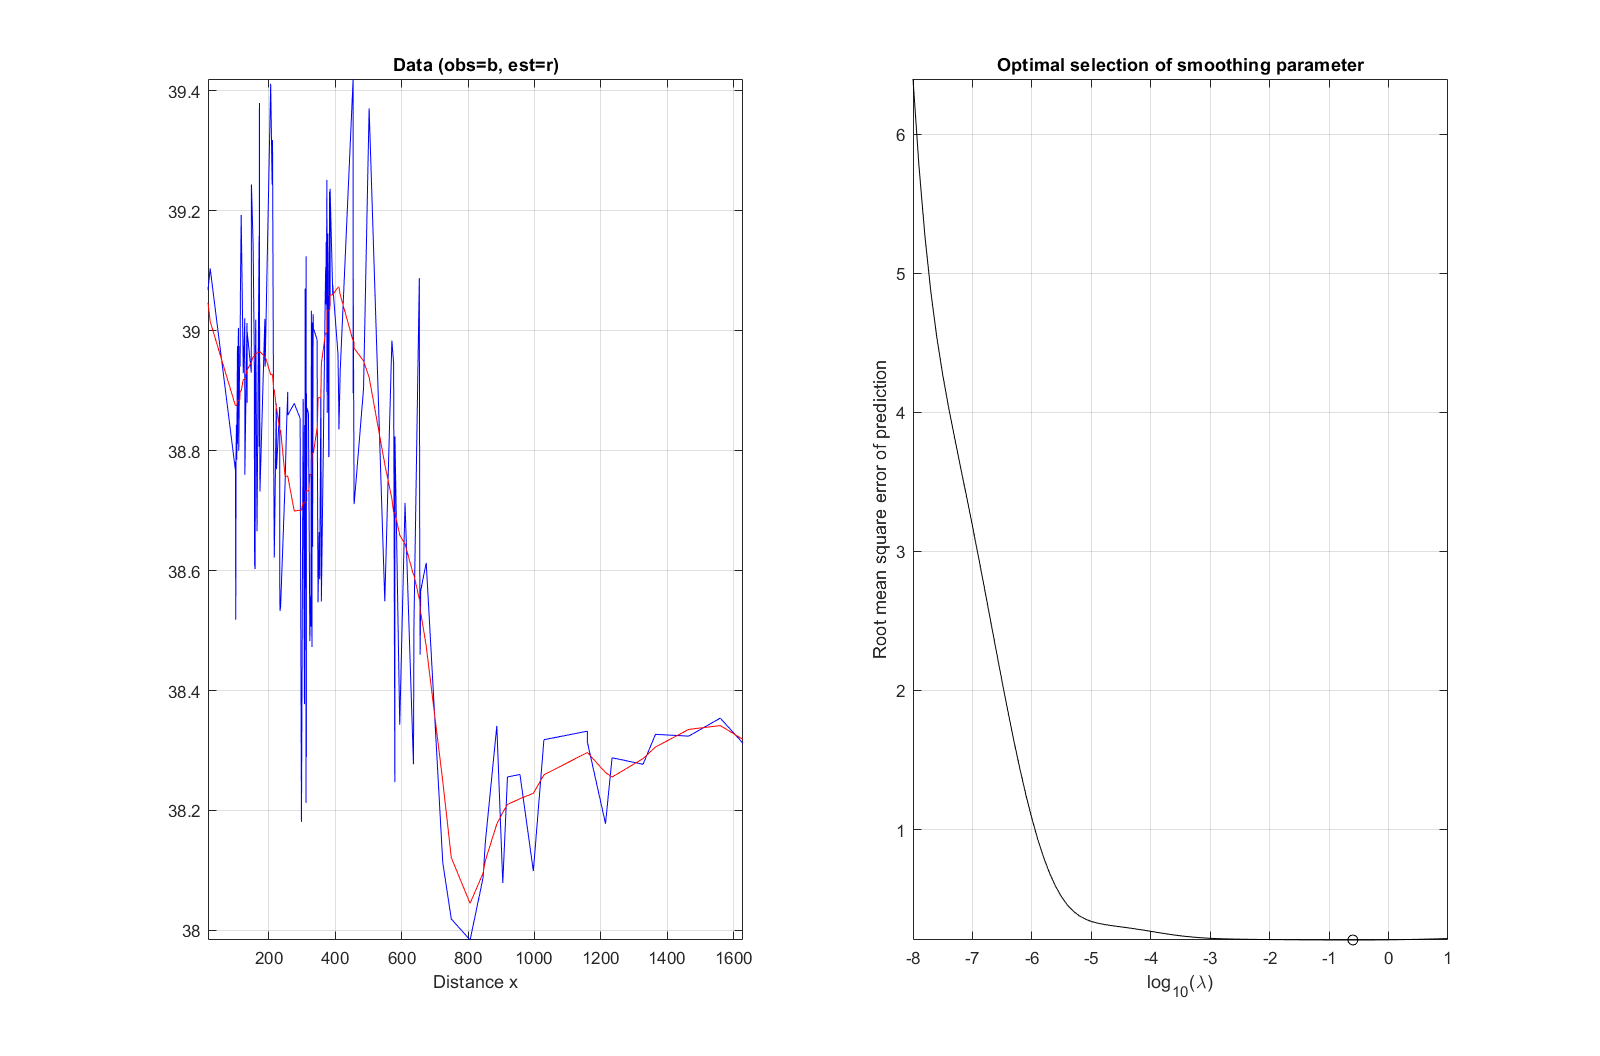 Data (obs=b, est=r)
39.4
39.2
39
38.8
38.6
38.4
38.2
38
200 400 600 800 1000 1200 1400 1600
Distance x
Optimal selection of smoothing parameter
Root mean square error of prediction
6
5
4
3
2
1
-8 -7 -6 -5 -4 -3 -2 -1 0 1
log10(λ)